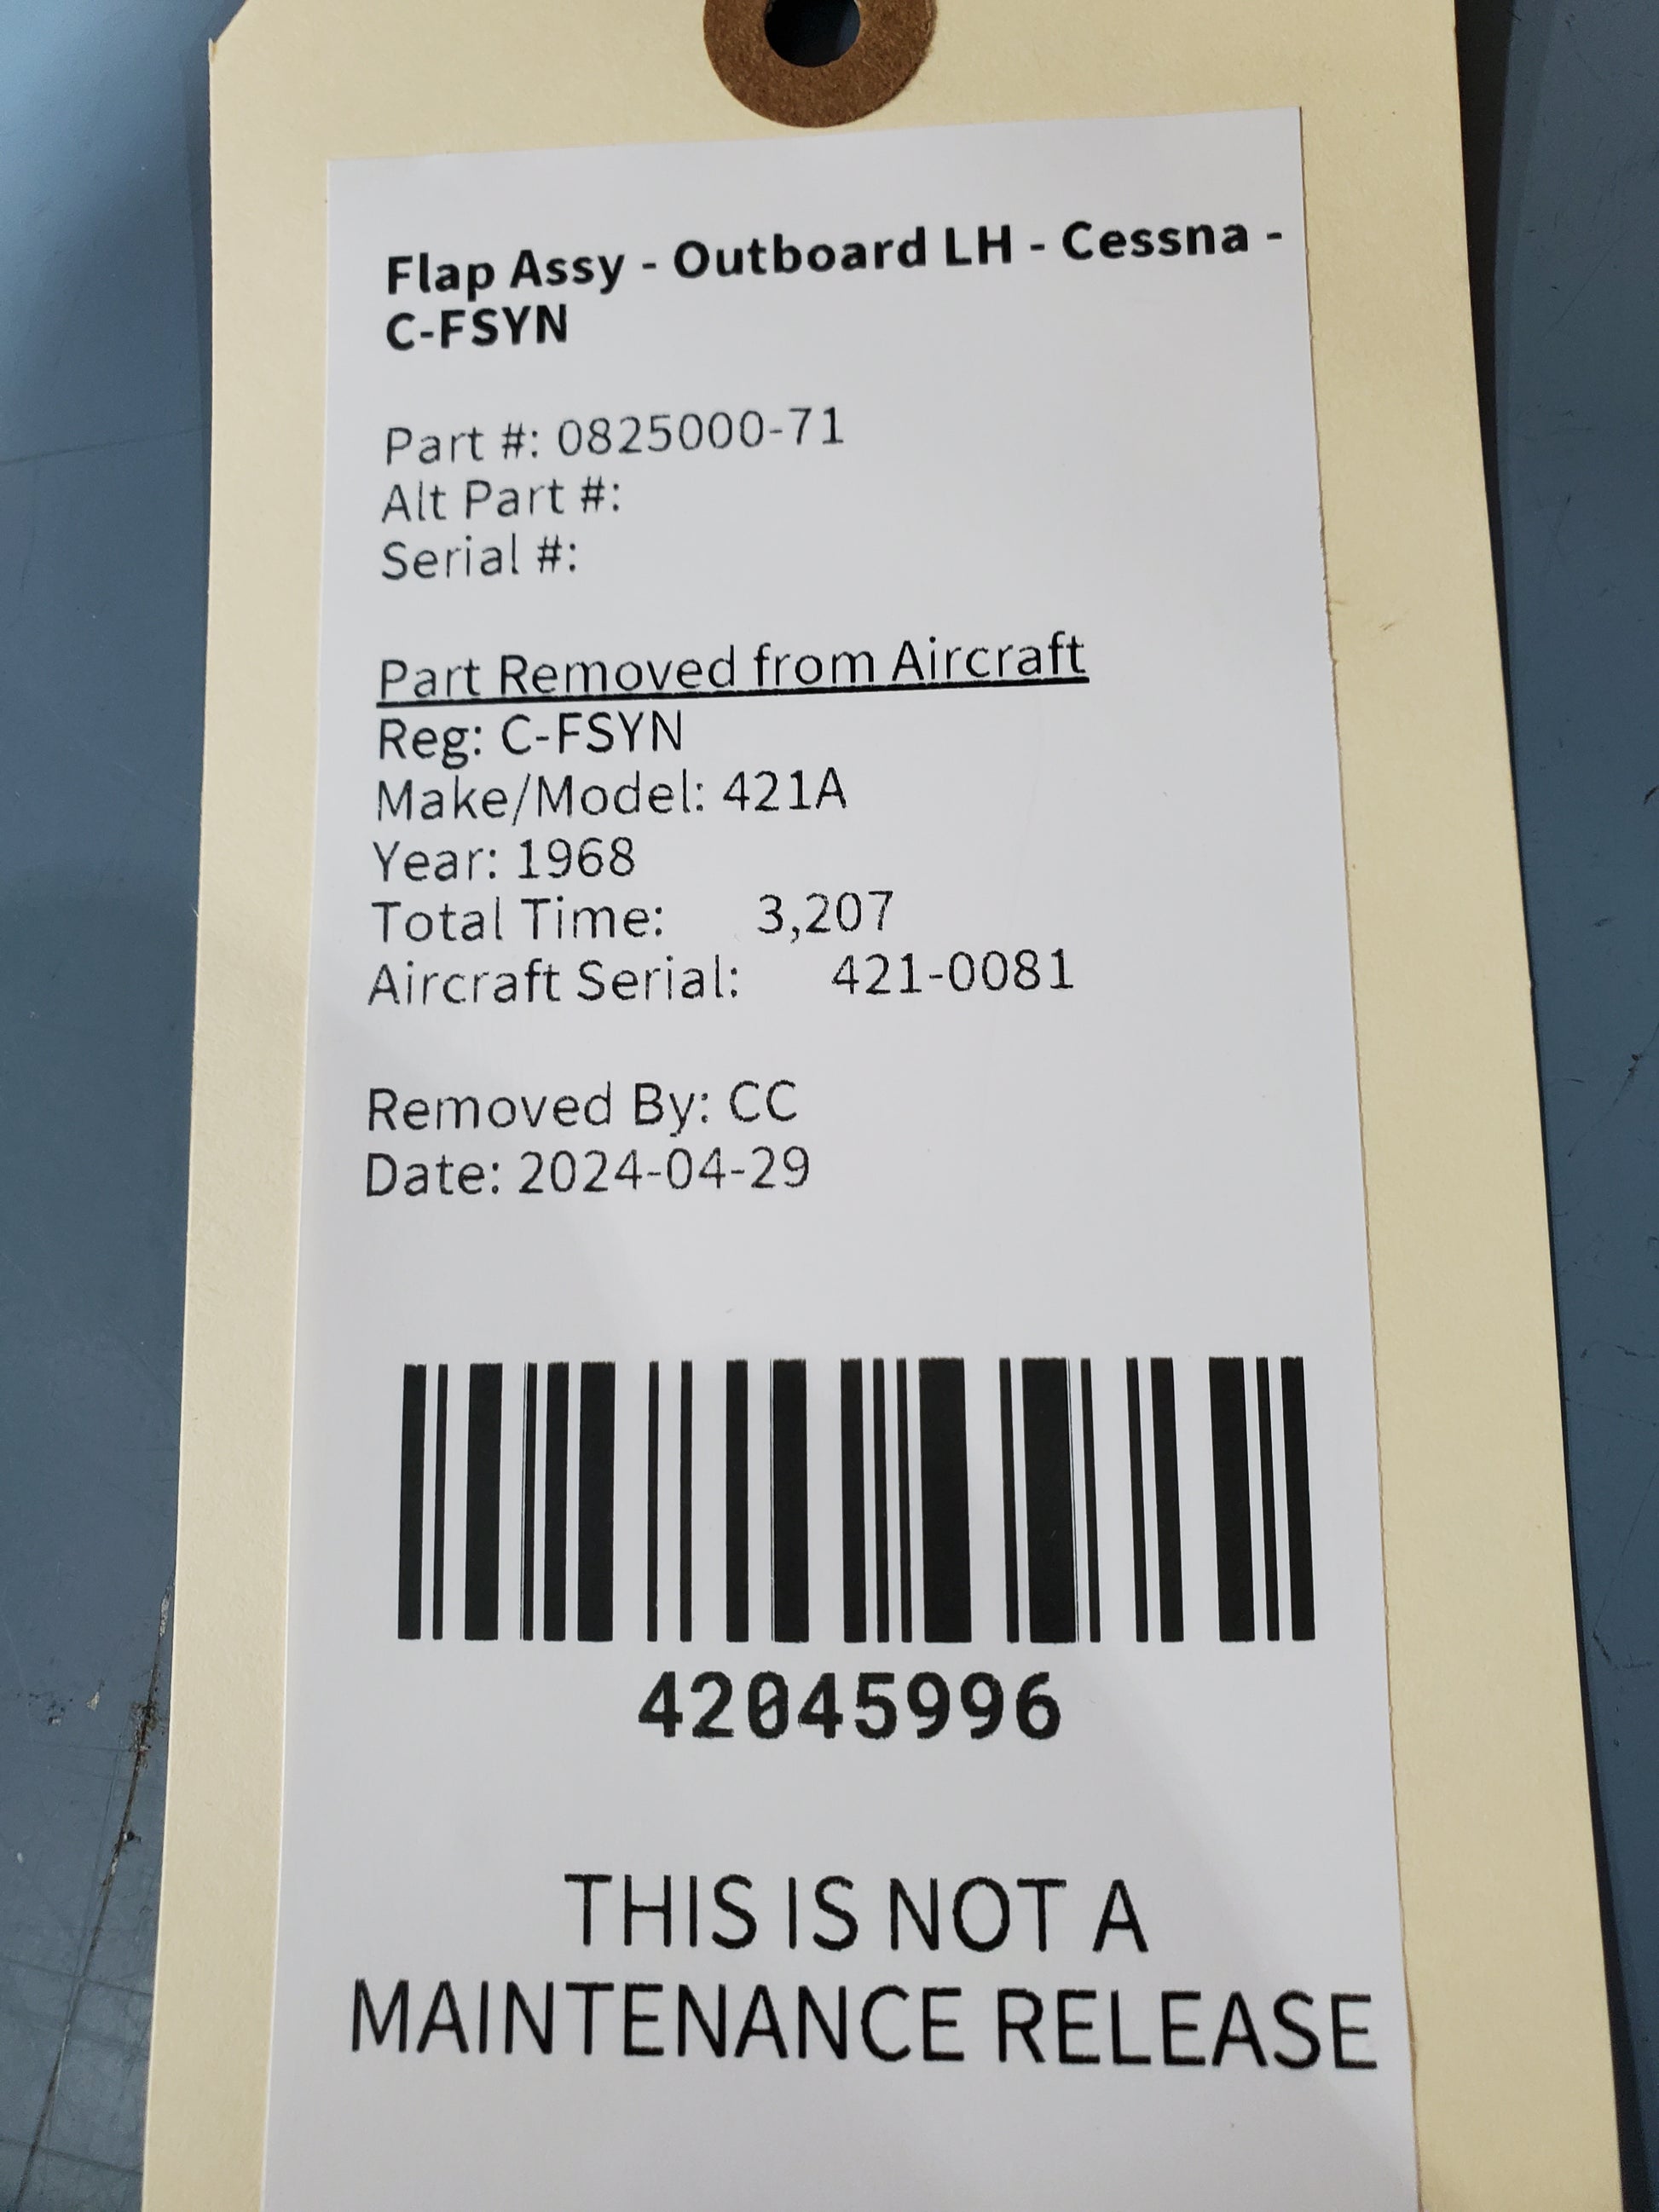 Flap Assy - Outboard LH - Cessna -
C-FSYN
Part #: 0825000-71
Alt Part #:
Serial #:
Part Removed from Aircraft
Reg: C-FSYN
Make/Model: 421A
Year: 1968
Total Time: 3,207
Aircraft Serial: 421-0081
Removed By: CC
Date: 2024-04-29
42045996
THIS IS NOT A
MAINTENANCE RELEASE